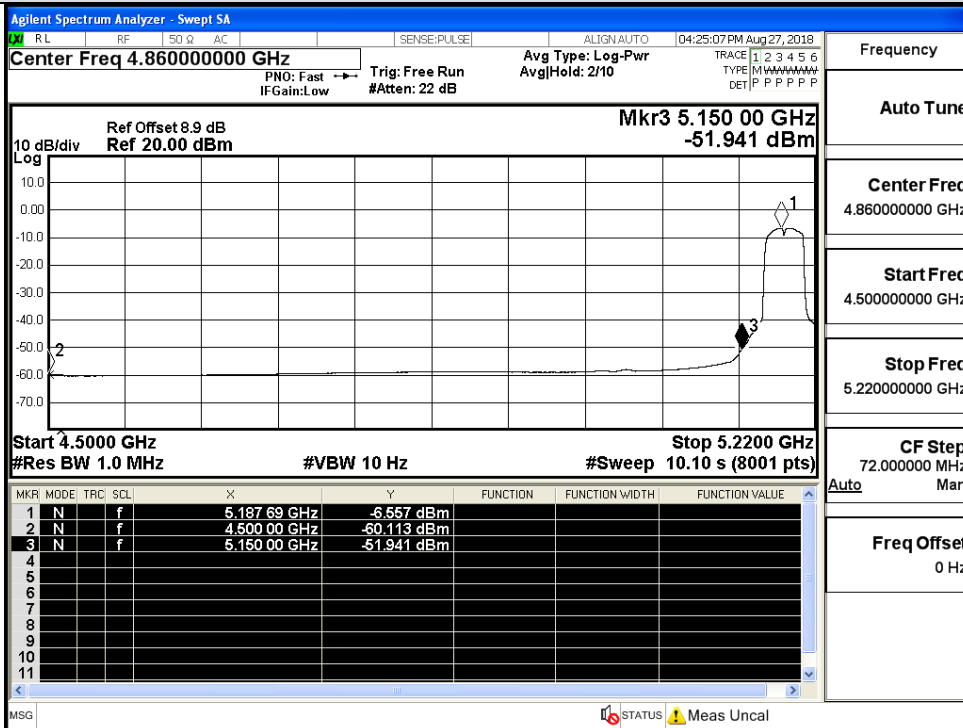 Agilent Spectrum Analyzer - Swept SA
LXI RL RF 50 Ω AC SENSE:PULSE ALIGN AUTO 04:25:07 PM Aug 27, 2018
Center Freq 4.860000000 GHz
PNO: Fast
IFGain:Low
Trig: Free Run
#Atten: 22 dB
Avg Type: Log-Pwr
Avg|Hold: 2/10
TRACE 1 2 3 4 5 6
TYPE M W W W W W
DET P P P P P P
Ref Offset 8.9 dB
10 dB/div Ref 20.00 dBm
Log
Mkr3 5.150 00 GHz
-51.941 dBm
10.0
0.00
-10.0
-20.0
-30.0
-40.0
-50.0
-60.0
-70.0
1
2
3
Start 4.5000 GHz Stop 5.2200 GHz
#Res BW 1.0 MHz #VBW 10 Hz #Sweep 10.10 s (8001 pts)
MKR MODE TRC SCL X Y FUNCTION FUNCTION WIDTH FUNCTION VALUE
1 N f 5.187 69 GHz -6.557 dBm
2 N f 4.500 00 GHz -60.113 dBm
3 N f 5.150 00 GHz -51.941 dBm
4
5
6
7
8
9
10
11
MSG STATUS Meas Uncal
Frequency
Auto Tune
Center Freq
4.860000000 GHz
Start Freq
4.500000000 GHz
Stop Freq
5.220000000 GHz
CF Step
72.000000 MHz
Auto Man
Freq Offset
0 Hz